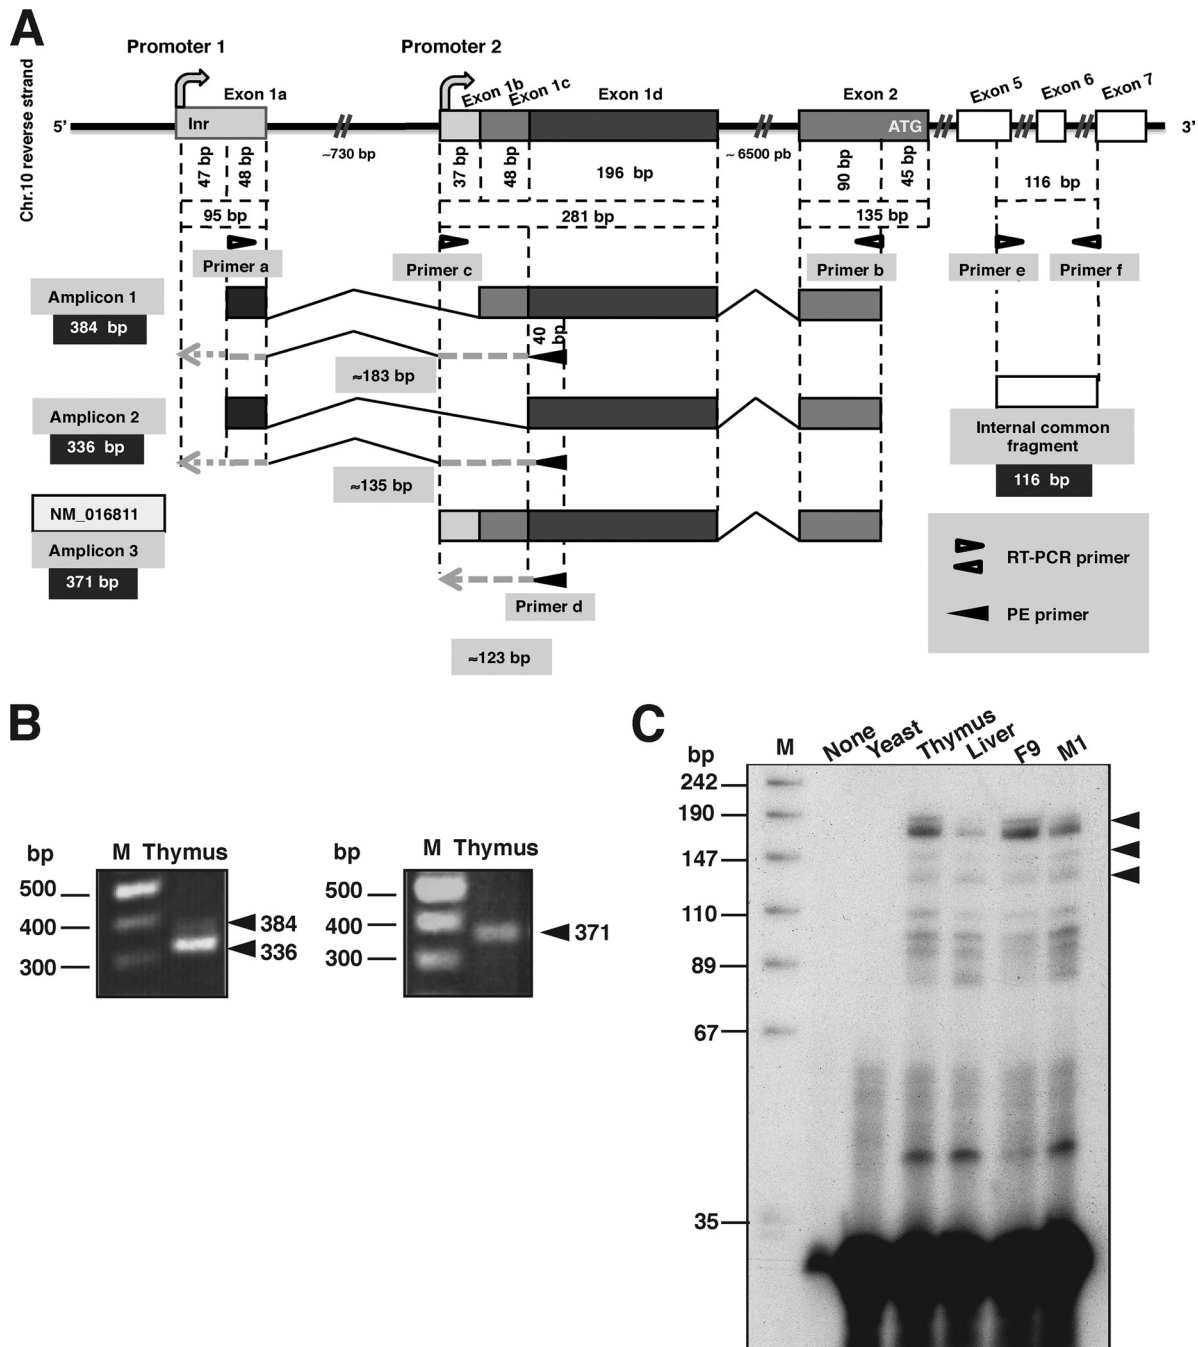 A
Promoter 1
Promoter 2
Chr.10 reverse strand
Exon 1a
Exon 1b
Exon 1c
Exon 1d
Exon 2
Exon 5
Exon 6
Exon 7
5’
Inr
ATG
3’
~730 bp
~ 6500 pb
47 bp
48 bp
37 bp
48 bp
196 bp
90 bp
45 bp
116 bp
95 bp
281 bp
135 bp
Primer a
Primer c
Primer b
Primer e
Primer f
Amplicon 1
384 bp
40 bp
≈183 bp
Amplicon 2
336 bp
≈135 bp
Internal common
fragment
116 bp
NM_016811
Amplicon 3
371 bp
Primer d
≈123 bp
RT-PCR primer
PE primer
B
bp
M Thymus
500
400
300
384
336
bp
M Thymus
500
400
300
371
C
bp
M
None
Yeast
Thymus
Liver
F9
M1
242
190
147
110
89
67
35